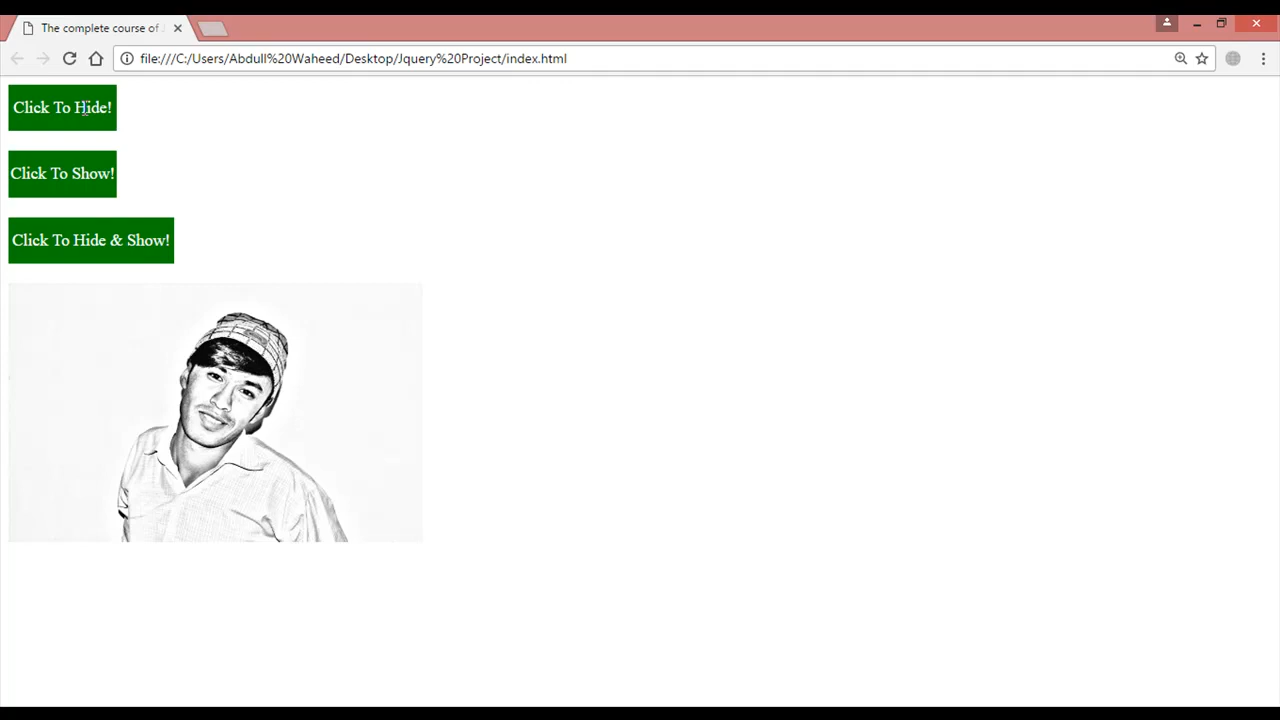 The complete course of
file:///C:/Users/Abdull%20Waheed/Desktop/Jquery%20Project/index.html
Click To Hide!
Click To Show!
Click To Hide & Show!